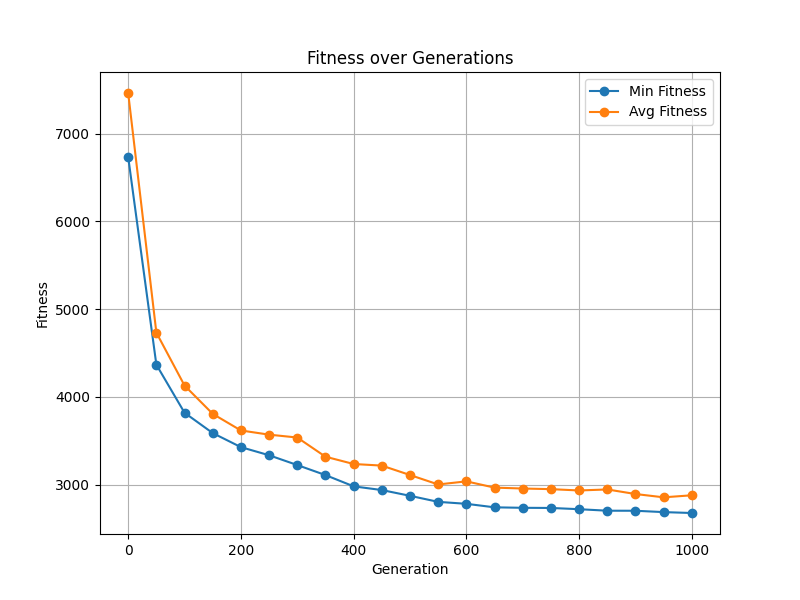 Fitness over Generations
Min Fitness
Avg Fitness
7000
6000
5000
4000
3000
Fitness
0 200 400 600 800 1000
Generation